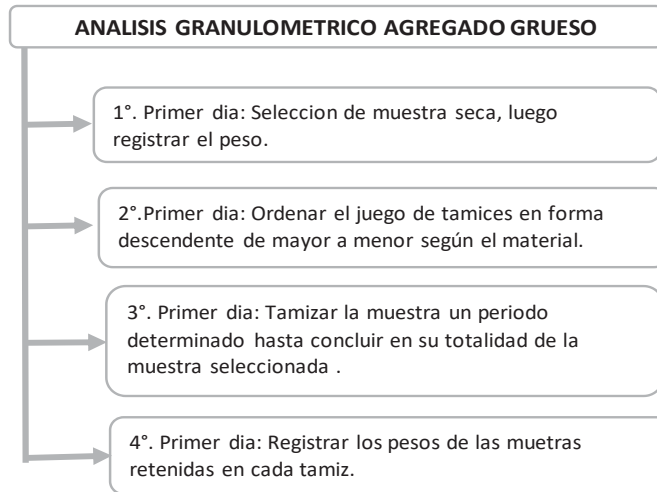 ANALISIS GRANULOMETRICO AGREGADO GRUESO
1°. Primer dia: Seleccion de muestra seca, luego
registrar el peso.
2°.Primer dia: Ordenar el juego de tamices en forma
descendente de mayor a menor según el material.
3°. Primer dia: Tamizar la muestra un periodo
determinado hasta concluir en su totalidad de la
muestra seleccionada .
4°. Primer dia: Registrar los pesos de las muetras
retenidas en cada tamiz.